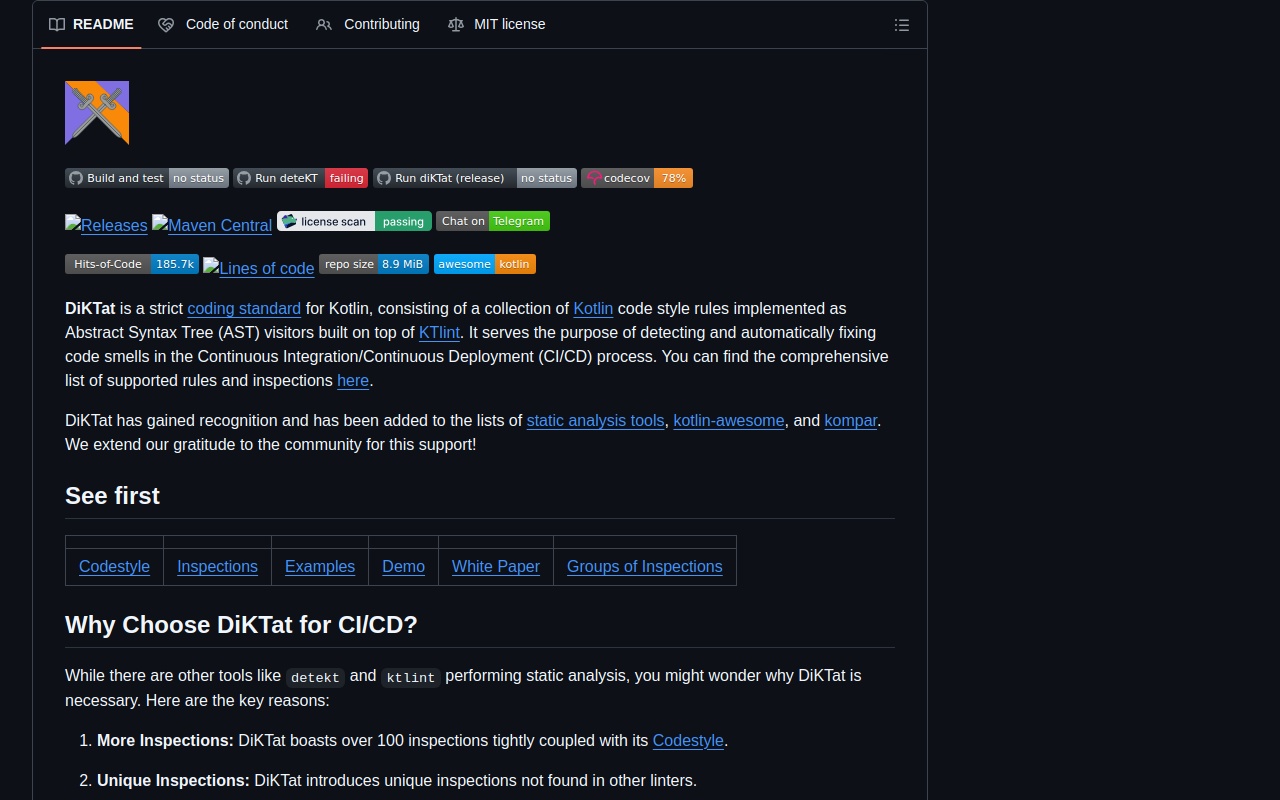 README Code of conduct Contributing MIT license
Build and test no status Run deteKT failing Run diKTat (release) no status codecov 78%
Releases Maven Central license scan passing Chat on Telegram
Hits-of-Code 185.7k Lines of code repo size 8.9 MiB awesome kotlin
DiKTat is a strict coding standard for Kotlin, consisting of a collection of Kotlin code style rules implemented as
Abstract Syntax Tree (AST) visitors built on top of KTlint. It serves the purpose of detecting and automatically fixing
code smells in the Continuous Integration/Continuous Deployment (CI/CD) process. You can find the comprehensive
list of supported rules and inspections here.
DiKTat has gained recognition and has been added to the lists of static analysis tools, kotlin-awesome, and kompar.
We extend our gratitude to the community for this support!
See first
Codestyle Inspections Examples Demo White Paper Groups of Inspections
Why Choose DiKTat for CI/CD?
While there are other tools like detekt and ktlint performing static analysis, you might wonder why DiKTat is
necessary. Here are the key reasons:
1. More Inspections: DiKTat boasts over 100 inspections tightly coupled with its Codestyle.
2. Unique Inspections: DiKTat introduces unique inspections not found in other linters.